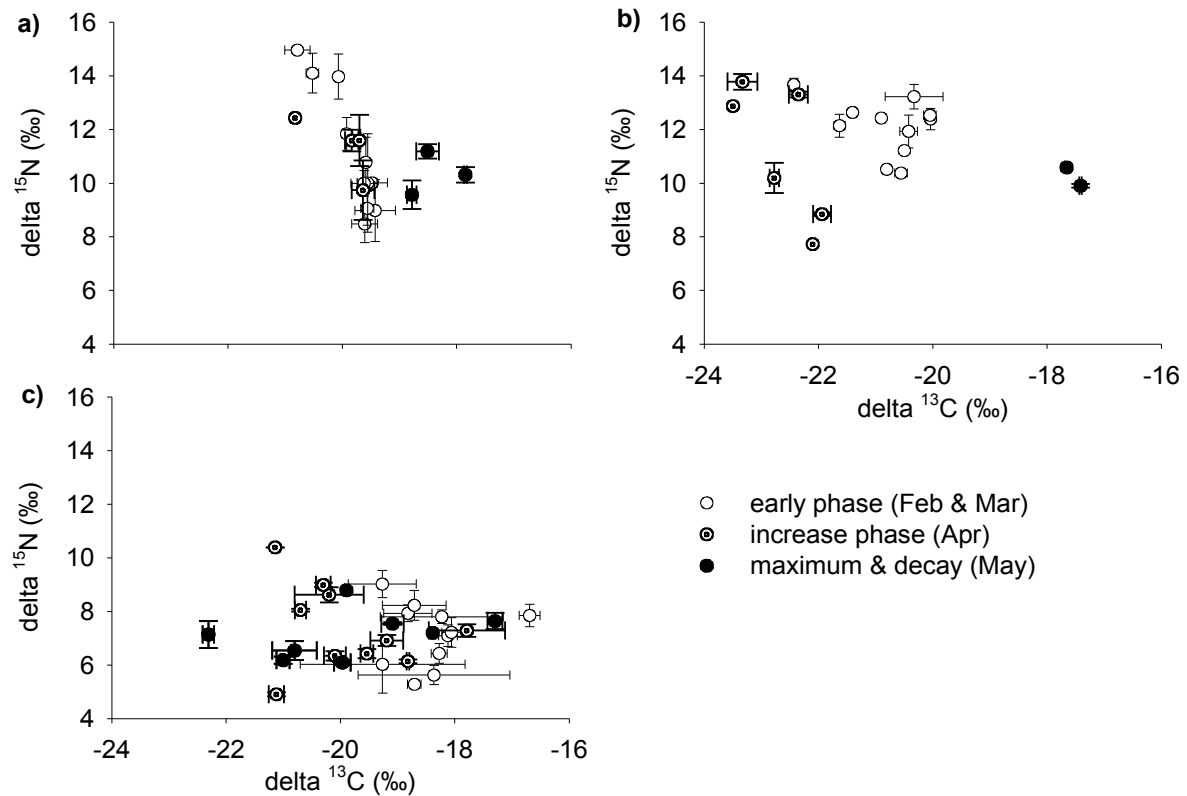 a)
16
14
12
10
8
6
4
delta ¹⁵N (‰)
b)
16
14
12
10
8
6
4
delta ¹⁵N (‰)
-24 -22 -20 -18 -16
delta ¹³C (‰)
c)
16
14
12
10
8
6
4
delta ¹⁵N (‰)
-24 -22 -20 -18 -16
delta ¹³C (‰)
early phase (Feb & Mar)
increase phase (Apr)
maximum & decay (May)